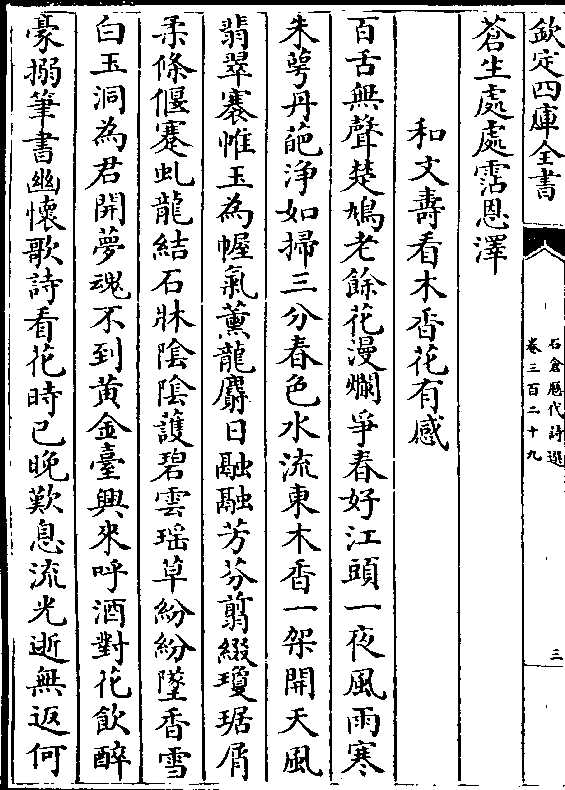 欽定四庫全書
石倉歷代詩選
卷三百二十九
三
蒼生處處霑恩澤
和文壽看木香花有感
百舌無聲楚鳩老餘花漫爛爭春好江頭一夜風雨寒
朱萼丹葩浄如掃三分春色水流東木香一架開天風
翡翠褰帷玉為幄氣薰龍麝日融融芳芬翦綴瓊琚屑
柔條偃蹇虬龍結石牀陰陰護碧雲瑶草紛紛墜香雪
白玉洞為君開夢魂不到黄金臺興來呼酒對花飲醉
豪搦筆書幽懷歌詩看花時已晚歎息流光逝無返何